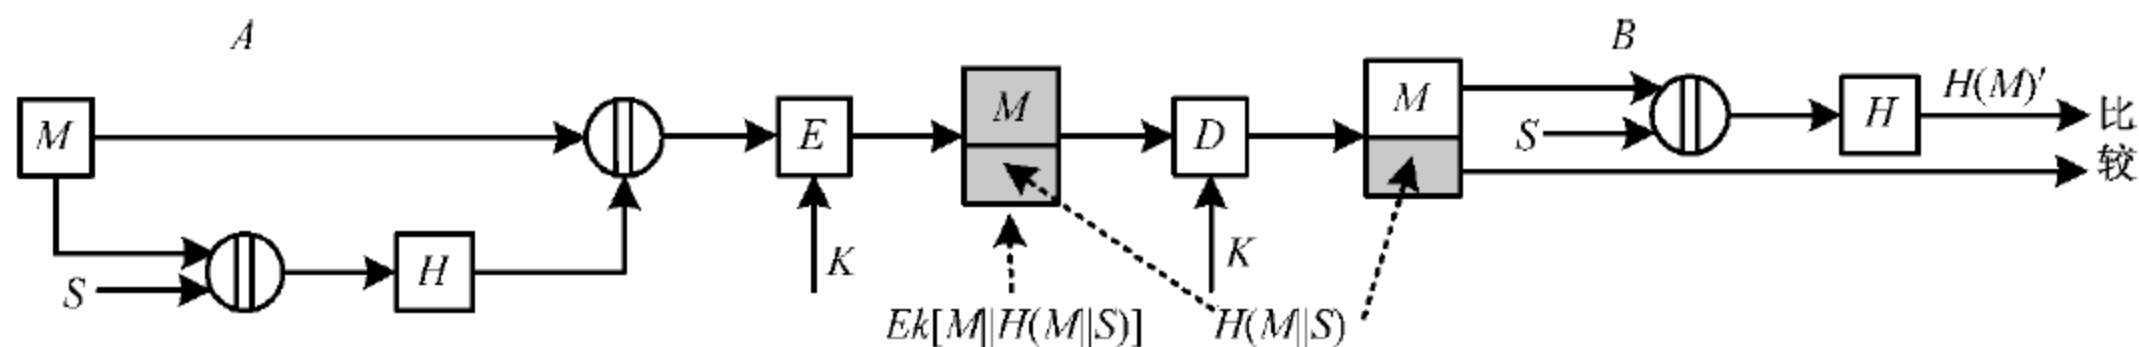 A B
M E M D M H H(M)′ 比
S 较
S H K K
Ek[M||H(M||S)] H(M||S)